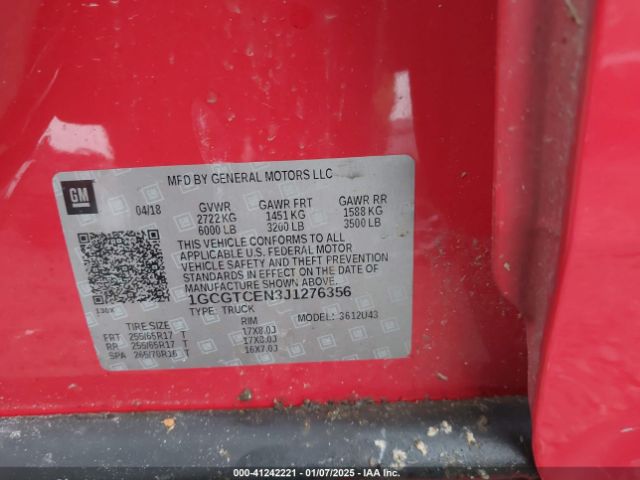 MFD BY GENERAL MOTORS LLC
GM
04/18 GVWR GAWR FRT GAWR RR
2722 KG 1451 KG 1588 KG
6000 LB 3200 LB 3500 LB
THIS VEHICLE CONFORMS TO ALL
APPLICABLE U.S. FEDERAL MOTOR
VEHICLE SAFETY AND THEFT PREVENTION
STANDARDS IN EFFECT ON THE DATE OF
MANUFACTURE SHOWN ABOVE.
1GCGTCEN3J1276356
TYPE: TRUCK MODEL: 3612U43
TIRE SIZE RIM
FRT 255/65R17 T 17X8.0J
RR 255/65R17 T 17X8.0J
SPA 265/70R16 T 16X7.0J
000-41242221 - 01/07/2025 - IAA Inc.